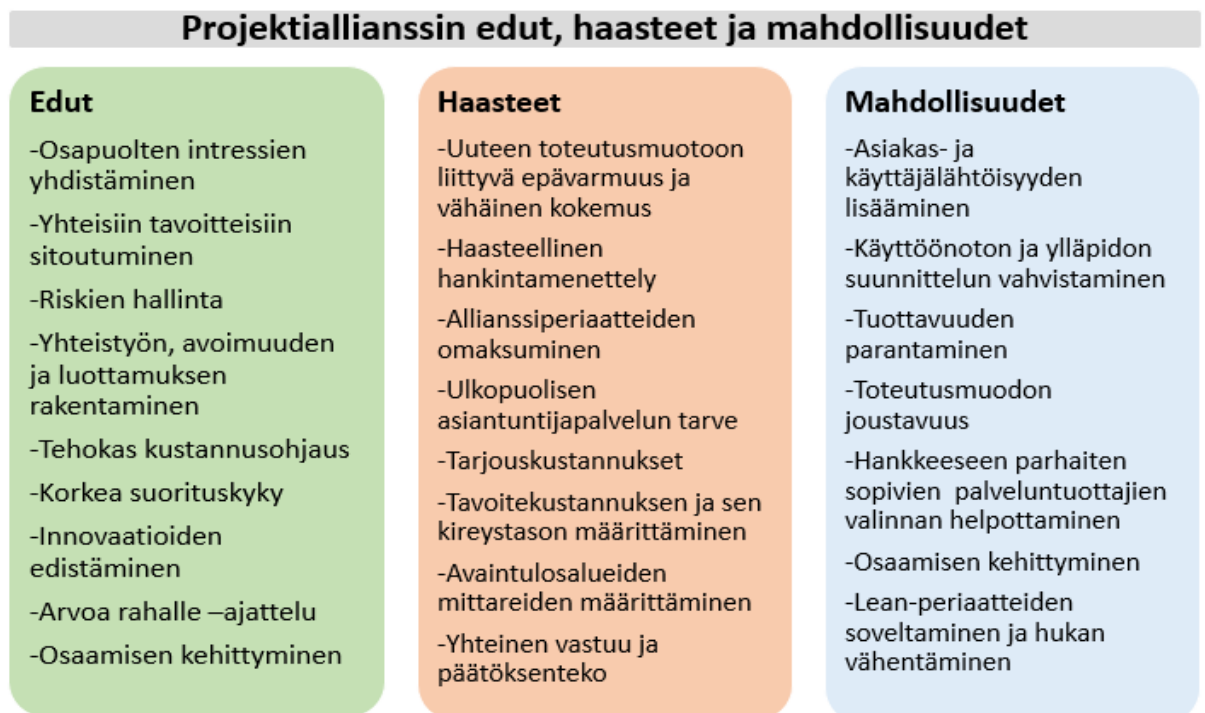 Projektiallianssin edut, haasteet ja mahdollisuudet
Edut
-Osapuolten intressien
yhdistäminen
-Yhteisiin tavoitteisiin
sitoutuminen
-Riskien hallinta
-Yhteistyön, avoimuuden
ja luottamuksen
rakentaminen
-Tehokas kustannusohjaus
-Korkea suorituskyky
-Innovaatioiden
edistäminen
-Arvoa rahalle –ajattelu
-Osaamisen kehittyminen
Haasteet
-Uuteen toteutusmuotoon
liittyvä epävarmuus ja
vähäinen kokemus
-Haasteellinen
hankintamenettely
-Allianssiperiaatteiden
omaksuminen
-Ulkopuolisen
asiantuntijapalvelun tarve
-Tarjouskustannukset
-Tavoitekustannuksen ja sen
kireystason määrittäminen
-Avaintulosalueiden
mittareiden määrittäminen
-Yhteinen vastuu ja
päätöksenteko
Mahdollisuudet
-Asiakas- ja
käyttäjälähtöisyyden
lisääminen
-Käyttöönoton ja ylläpidon
suunnittelun vahvistaminen
-Tuottavuuden
parantaminen
-Toteutusmuodon
joustavuus
-Hankkeeseen parhaiten
sopivien  palveluntuottajien
valinnan helpottaminen
-Osaamisen kehittyminen
-Lean-periaatteiden
soveltaminen ja hukan
vähentäminen